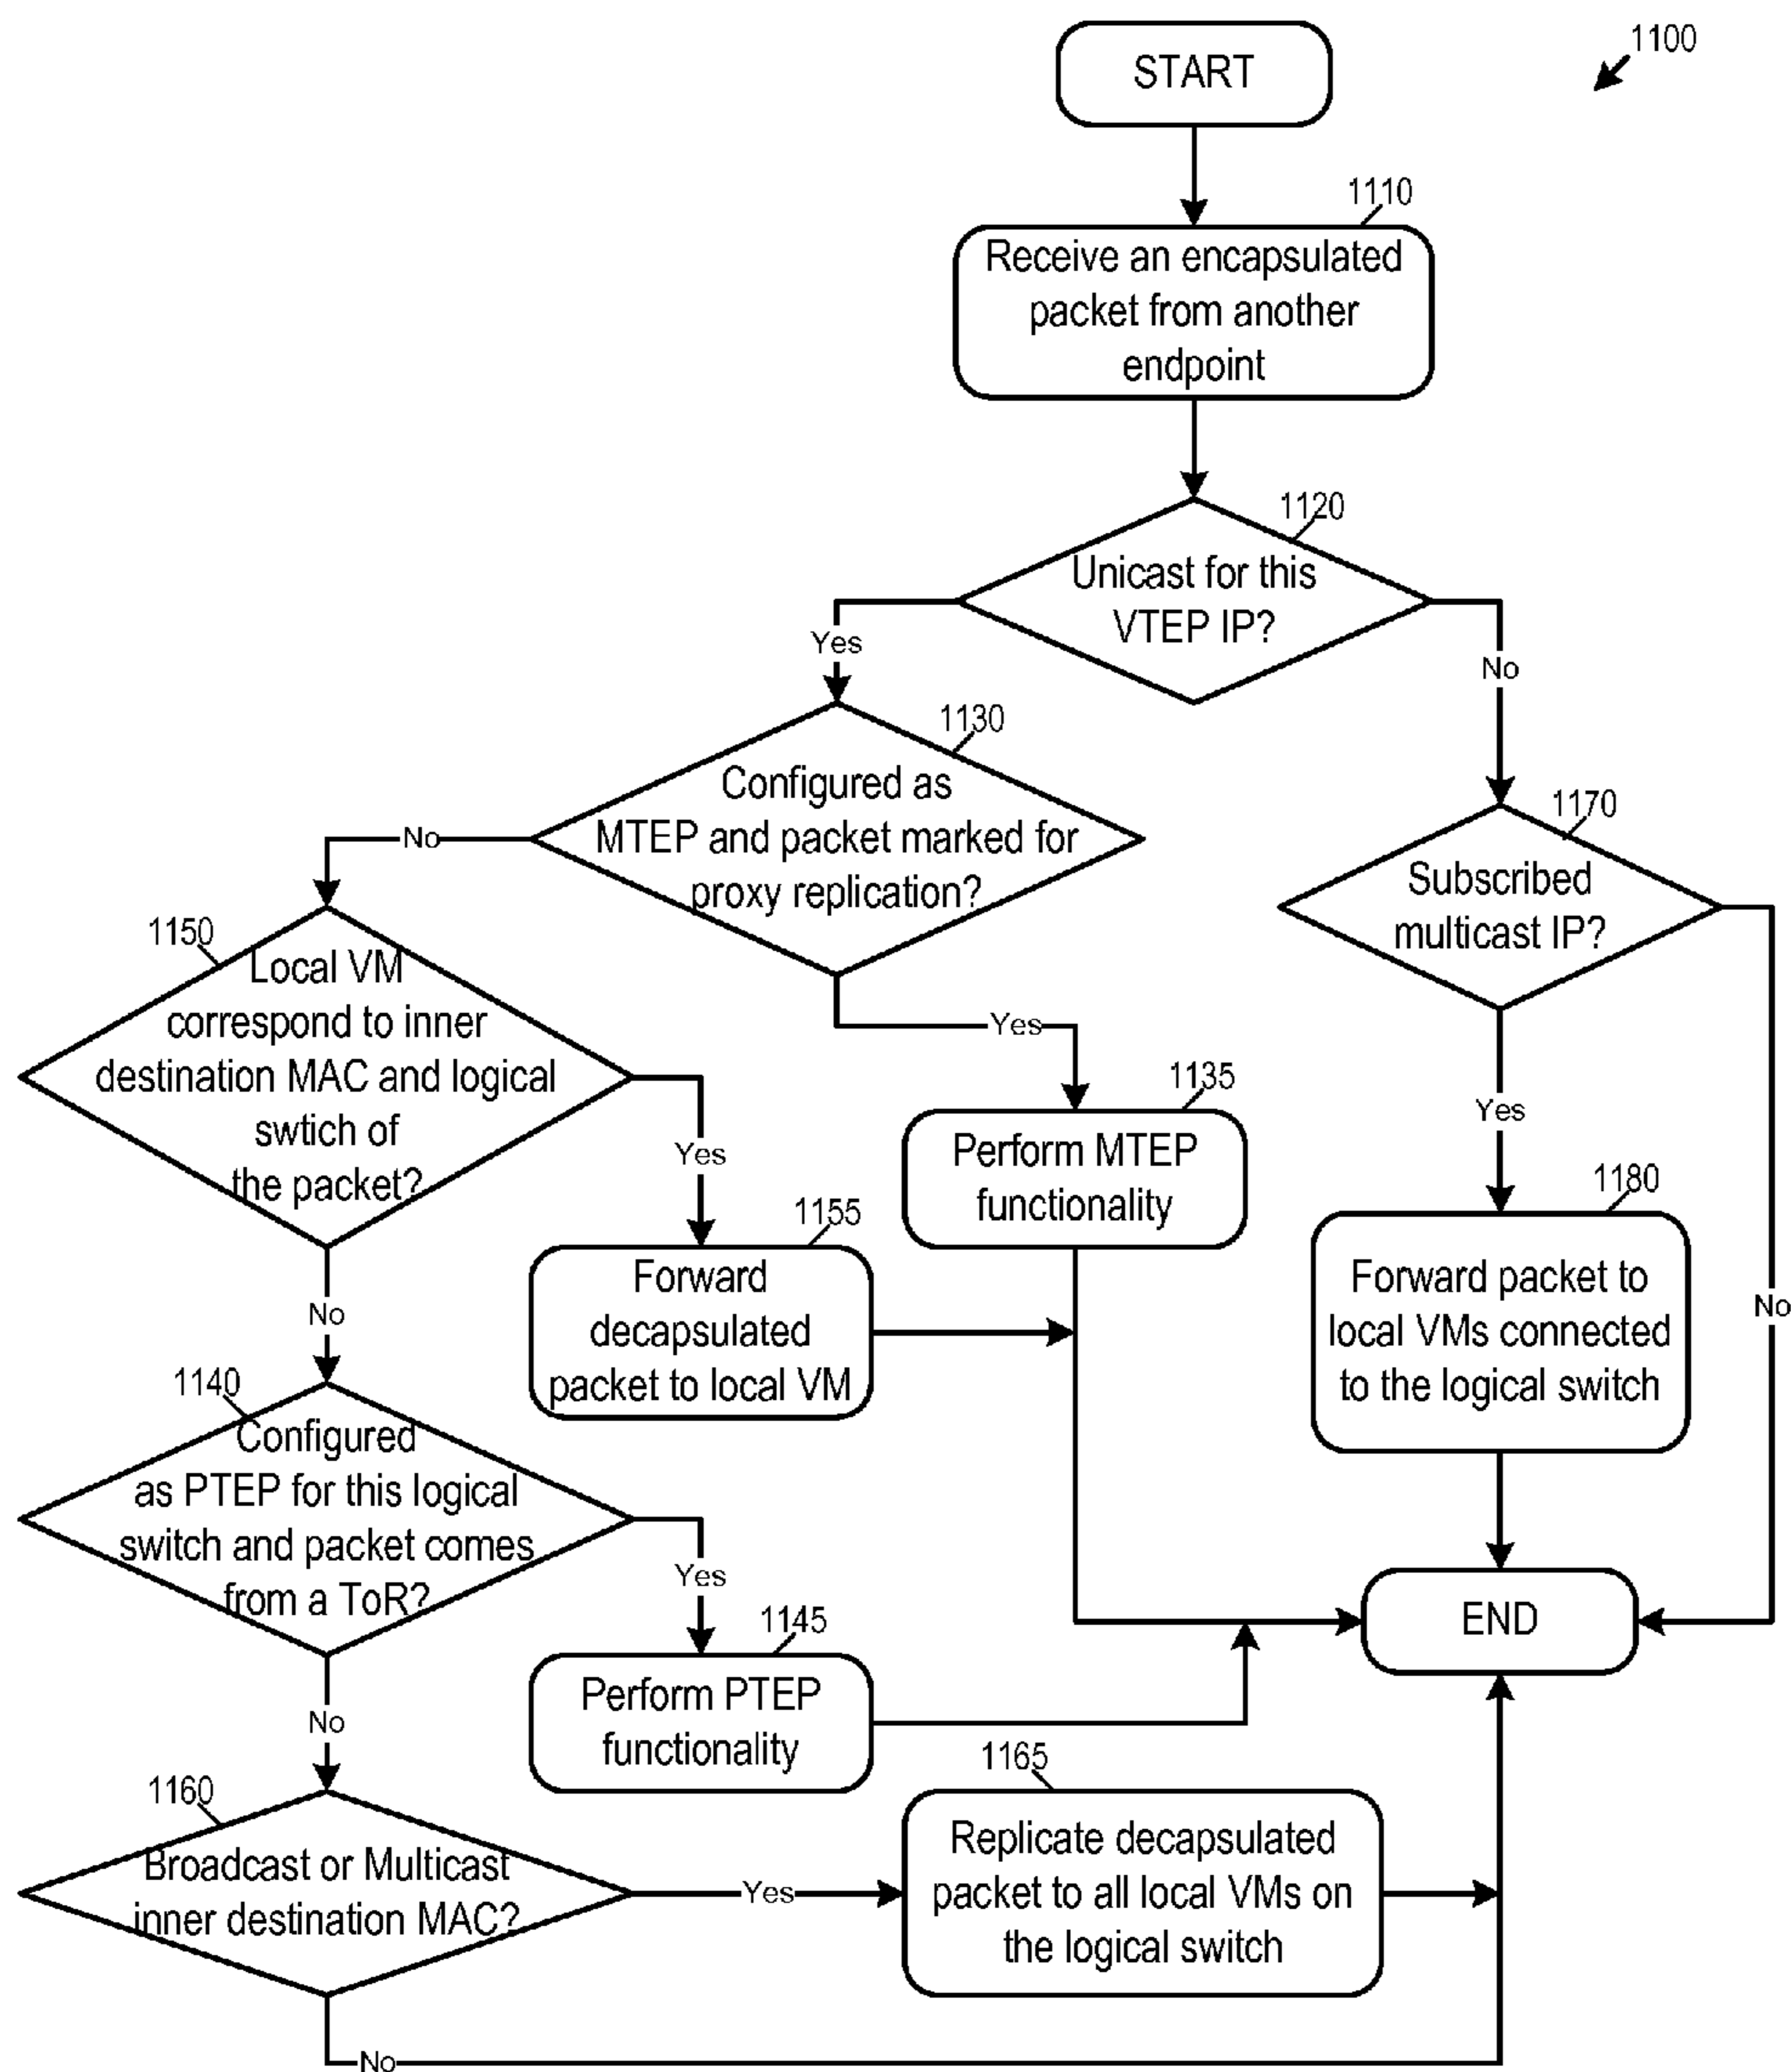 1100
START
1110
Receive an encapsulated
packet from another
endpoint
1120
Unicast for this
VTEP IP?
Yes
No
1130
Configured as
MTEP and packet marked for
proxy replication?
No
Yes
1170
Subscribed
multicast IP?
Yes
No
1150
Local VM
correspond to inner
destination MAC and logical
swtich of
the packet?
Yes
No
1135
Perform MTEP
functionality
1155
Forward
decapsulated
packet to local VM
1180
Forward packet to
local VMs connected
to the logical switch
1140
Configured
as PTEP for this logical
switch and packet comes
from a ToR?
Yes
No
1145
Perform PTEP
functionality
END
1160
Broadcast or Multicast
inner destination MAC?
Yes
No
1165
Replicate decapsulated
packet to all local VMs on
the logical switch